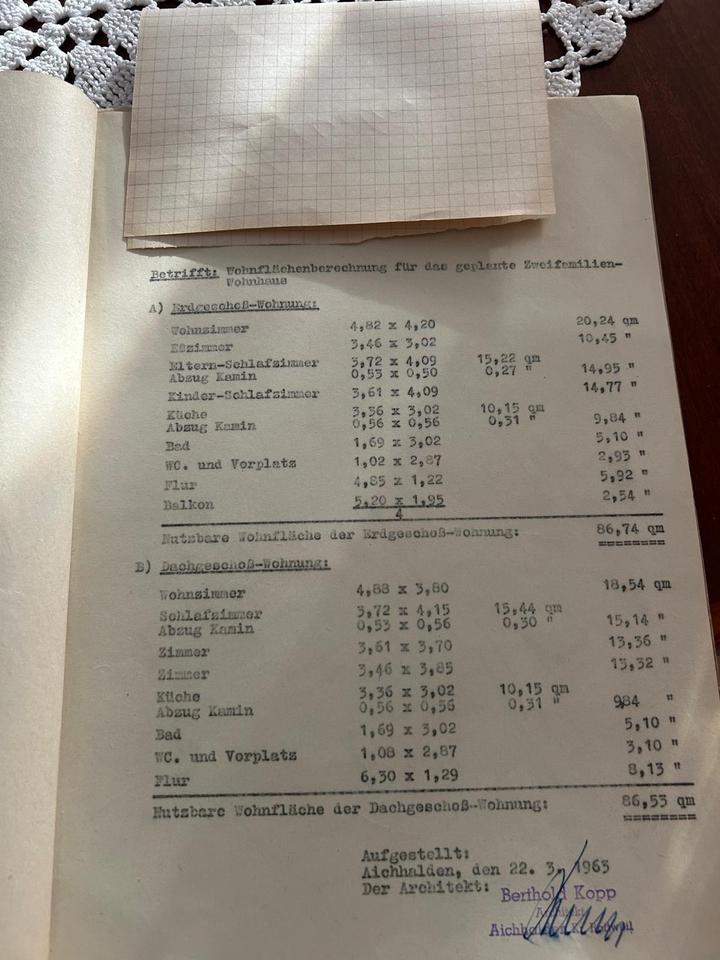 Betrifft: Wohnflächenberechnung für das geplante Zweifamilien-
Wohnhaus
A) Erdgeschoß-Wohnung:
Wohnzimmer 4,82 x 4,20 20,24 qm
Eßzimmer 3,46 x 3,02 10,45 "
Eltern-Schlafzimmer 3,72 x 4,09 15,22 qm
Abzug Kamin 0,53 x 0,50 0,27 " 14,95 "
Kinder-Schlafzimmer 3,61 x 4,09 14,77 "
Küche 3,36 x 3,02 10,15 qm
Abzug Kamin 0,56 x 0,56 0,31 " 9,84 "
Bad 1,69 x 3,02 5,10 "
WC. und Vorplatz 1,02 x 2,87 2,93 "
Flur 4,85 x 1,22 5,92 "
Balkon 5,20 x 1,95 2,54 "
4
Nutzbare Wohnfläche der Erdgeschoß-Wohnung: 86,74 qm
B) Dachgeschoß-Wohnung:
Wohnzimmer 4,88 x 3,80 18,54 qm
Schlafzimmer 3,72 x 4,15 15,44 qm
Abzug Kamin 0,53 x 0,56 0,30 " 15,14 "
Zimmer 3,61 x 3,70 13,36 "
Zimmer 3,46 x 3,85 13,32 "
Küche 3,36 x 3,02 10,15 qm
Abzug Kamin 0,56 x 0,56 0,31 " 9,84 "
Bad 1,69 x 3,02 5,10 "
WC. und Vorplatz 1,08 x 2,87 3,10 "
Flur 6,30 x 1,29 8,13 "
Nutzbare Wohnfläche der Dachgeschoß-Wohnung: 86,53 qm
Aufgestellt:
Aichhalden, den 22. 3. 1963
Der Architekt:
Berthold Kopp
Architekt
Aichhalden